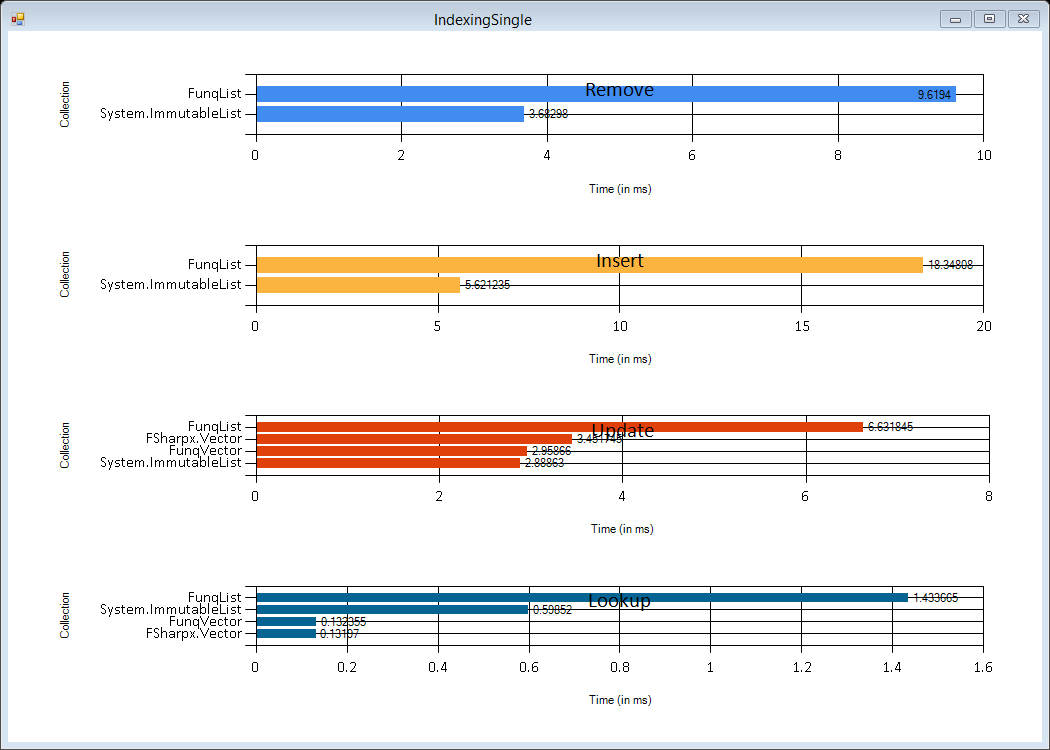 IndexingSingle
Remove
Collection
FunqList
9.6194
System.ImmutableList
3.68298
0 2 4 6 8 10
Time (in ms)
Insert
Collection
FunqList
18.34808
System.ImmutableList
5.621235
0 5 10 15 20
Time (in ms)
Update
Collection
FunqList
6.631845
FSharpx.Vector
3.451745
FunqVector
2.95866
System.ImmutableList
2.88863
0 2 4 6 8
Time (in ms)
Lookup
Collection
FunqList
1.433665
System.ImmutableList
0.59852
FunqVector
0.132355
FSharpx.Vector
0.13197
0 0.2 0.4 0.6 0.8 1 1.2 1.4 1.6
Time (in ms)